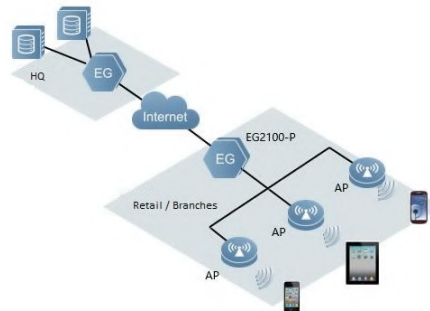 HQ
EG
Internet
EG2100-P
EG
AP
Retail / Branches
AP
AP